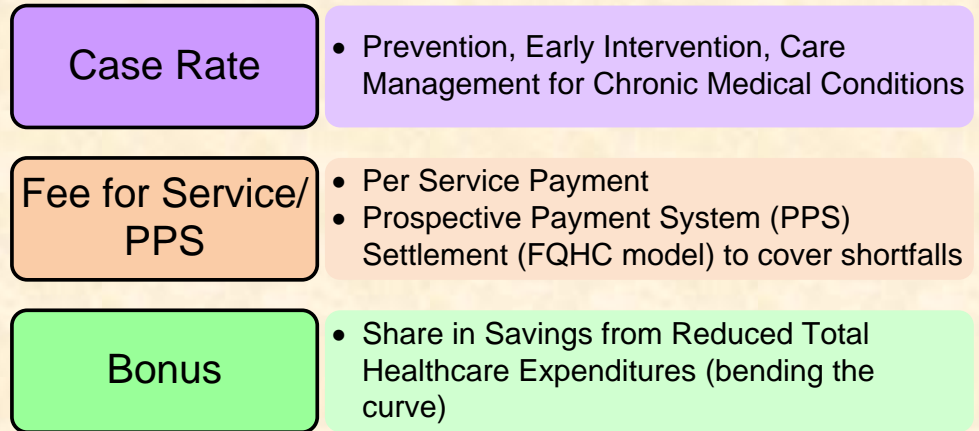 Case Rate
• Prevention, Early Intervention, Care
Management for Chronic Medical Conditions
Fee for Service/
PPS
• Per Service Payment
• Prospective Payment System (PPS)
Settlement (FQHC model) to cover shortfalls
Bonus
• Share in Savings from Reduced Total
Healthcare Expenditures (bending the
curve)